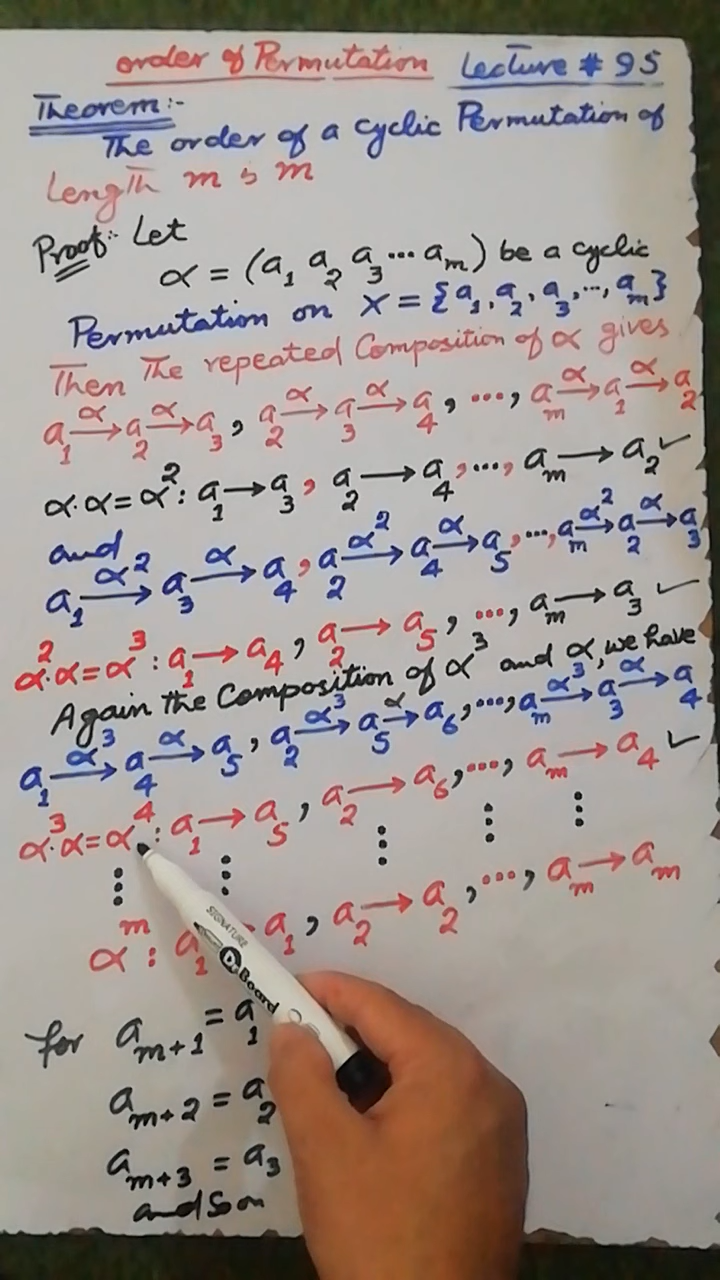 order of Permutation Lecture # 95
Theorem:-
The order of a cyclic Permutation of
Length m is m
Proof:- Let
α = (a₁ a₂ a₃ ... aₘ) be a cyclic
Permutation on X = {a₁, a₂, a₃, ..., aₘ}
Then The repeated Composition of α gives
a₁ —α→ a₂ —α→ a₃, a₂ —α→ a₃ —α→ a₄, ..., aₘ —α→ a₁ —α→ a₂
α·α = α²: a₁ → a₃, a₂ → a₄, ..., aₘ → a₂ ✓
and
a₁ —α²→ a₃ —α→ a₄, a₂ —α²→ a₄ —α→ a₅, ..., aₘ —α²→ a₂ —α→ a₃
α²·α = α³: a₁ → a₄, a₂ → a₅, ..., aₘ → a₃ ✓
Again the Composition of α³ and α, we have
a₁ —α³→ a₄ —α→ a₅, a₂ —α³→ a₅ —α→ a₆, ..., aₘ —α³→ a₃ —α→ a₄
α³·α = α⁴: a₁ → a₅, a₂ → a₆, ..., aₘ → a₄ ✓
⋮ ⋮ ⋮ ⋮ ⋮
αᵐ: a₁ a₁, a₂ → a₂, ..., aₘ → aₘ
SIGNATURE
Dr. Board
for aₘ₊₁ = a₁
aₘ₊₂ = a₂
aₘ₊₃ = a₃
and So on